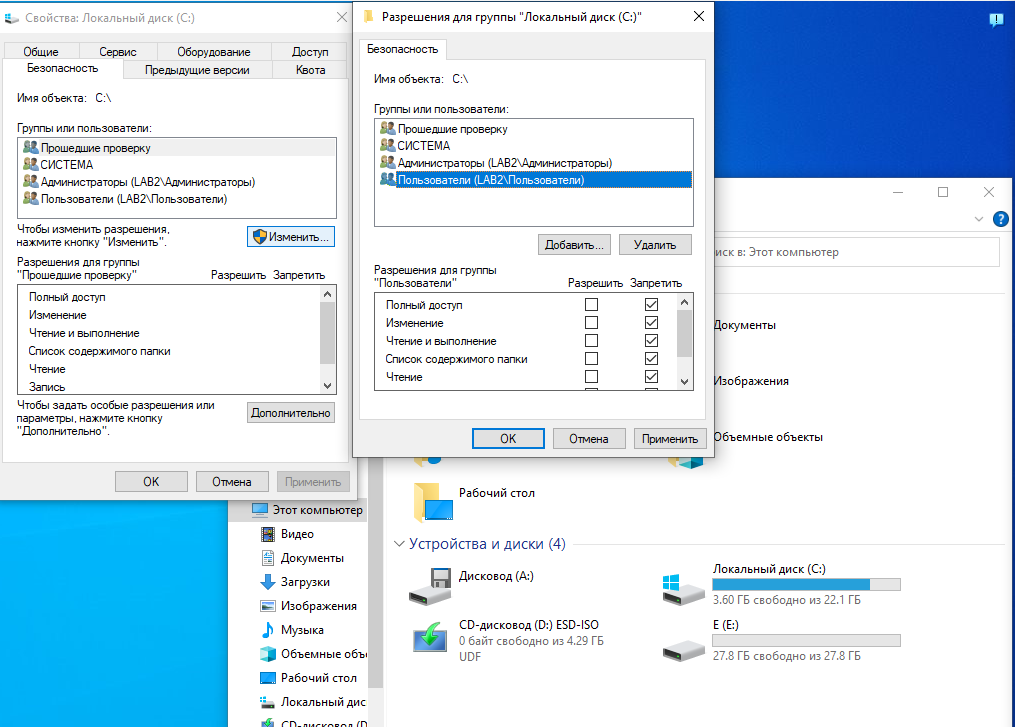 Свойства: Локальный диск (C:)
Общие
Сервис
Оборудование
Доступ
Безопасность
Предыдущие версии
Квота
Имя объекта: C:\
Группы или пользователи:
Прошедшие проверку
СИСТЕМА
Администраторы (LAB2\Администраторы)
Пользователи (LAB2\Пользователи)
Чтобы изменить разрешения,
нажмите кнопку "Изменить".
Изменить...
Разрешения для группы
"Прошедшие проверку"
Разрешить Запретить
Полный доступ
Изменение
Чтение и выполнение
Список содержимого папки
Чтение
Запись
Чтобы задать особые разрешения или
параметры, нажмите кнопку
"Дополнительно".
Дополнительно
OK
Отмена
Применить
Разрешения для группы "Локальный диск (C:)"
Безопасность
Имя объекта: C:\
Группы или пользователи:
Прошедшие проверку
СИСТЕМА
Администраторы (LAB2\Администраторы)
Пользователи (LAB2\Пользователи)
Добавить...
Удалить
Разрешения для группы
"Пользователи"
Разрешить Запретить
Полный доступ
Изменение
Чтение и выполнение
Список содержимого папки
Чтение
OK
Отмена
Применить
в: Этот компьютер
Документы
Изображения
Объемные объекты
Рабочий стол
Устройства и диски (4)
Дисковод (A:)
Локальный диск (C:)
3.60 ГБ свободно из 22.1 ГБ
CD-дисковод (D:) ESD-ISO
0 байт свободно из 4.29 ГБ
UDF
E (E:)
27.8 ГБ свободно из 27.8 ГБ
Этот компьютер
Видео
Документы
Загрузки
Изображения
Музыка
Объемные объ
Рабочий стол
Локальный дис
CD-дисковод (D